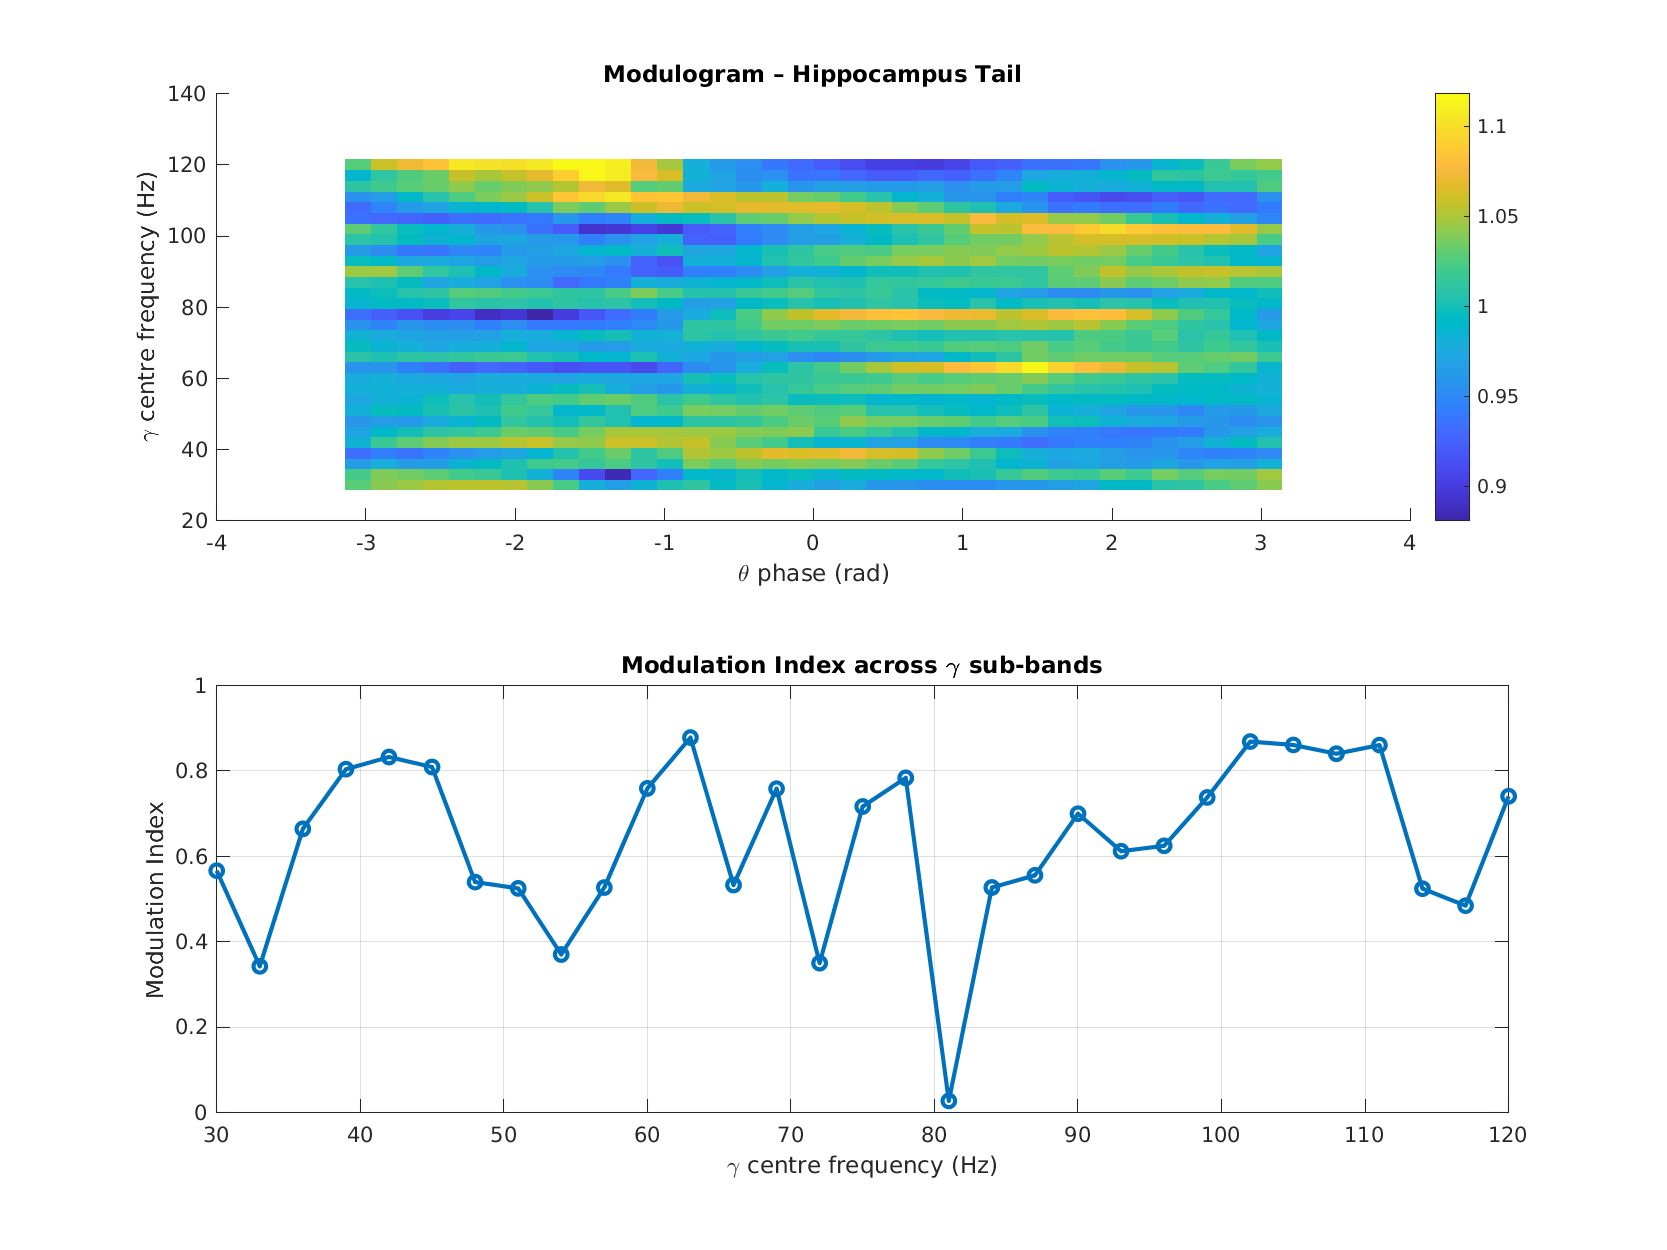 Modulogram – Hippocampus Tail
γ centre frequency (Hz)
140
120
100
80
60
40
20
-4 -3 -2 -1 0 1 2 3 4
θ phase (rad)
1.1
1.05
1
0.95
0.9
Modulation Index across γ sub-bands
Modulation Index
1
0.8
0.6
0.4
0.2
0
30 40 50 60 70 80 90 100 110 120
γ centre frequency (Hz)